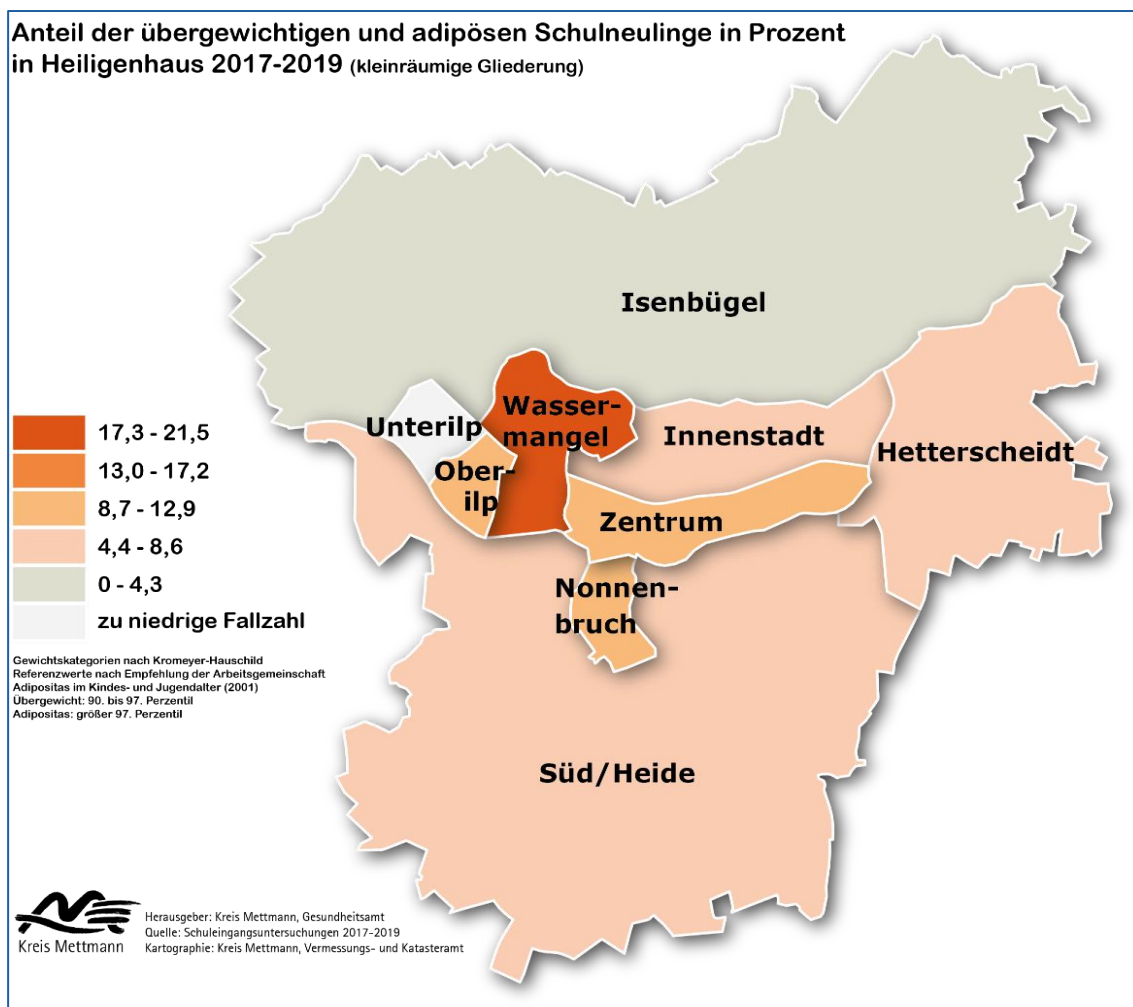 Anteil der übergewichtigen und adipösen Schulneulinge in Prozent
in Heiligenhaus 2017-2019 (kleinräumige Gliederung)
Isenbügel
Unterilp
Wasser-
mangel
Innenstadt
Hetterscheidt
Ober-
ilp
Zentrum
Nonnen-
bruch
Süd/Heide
17,3 - 21,5
13,0 - 17,2
8,7 - 12,9
4,4 - 8,6
0 - 4,3
zu niedrige Fallzahl
Gewichtskategorien nach Kromeyer-Hauschild
Referenzwerte nach Empfehlung der Arbeitsgemeinschaft
Adipositas im Kindes- und Jugendalter (2001)
Übergewicht: 90. bis 97. Perzentil
Adipositas: größer 97. Perzentil
Kreis Mettmann
Herausgeber: Kreis Mettmann, Gesundheitsamt
Quelle: Schuleingangsuntersuchungen 2017-2019
Kartographie: Kreis Mettmann, Vermessungs- und Katasteramt